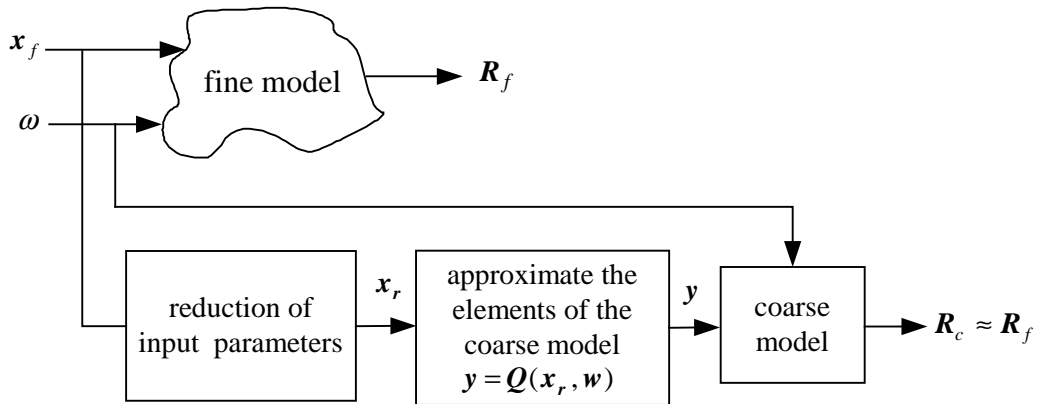 x_f
fine model
R_f
ω
reduction of
input parameters
x_r
approximate the
elements of the
coarse model
y = Q(x_r, w)
y
coarse
model
R_c ≈ R_f